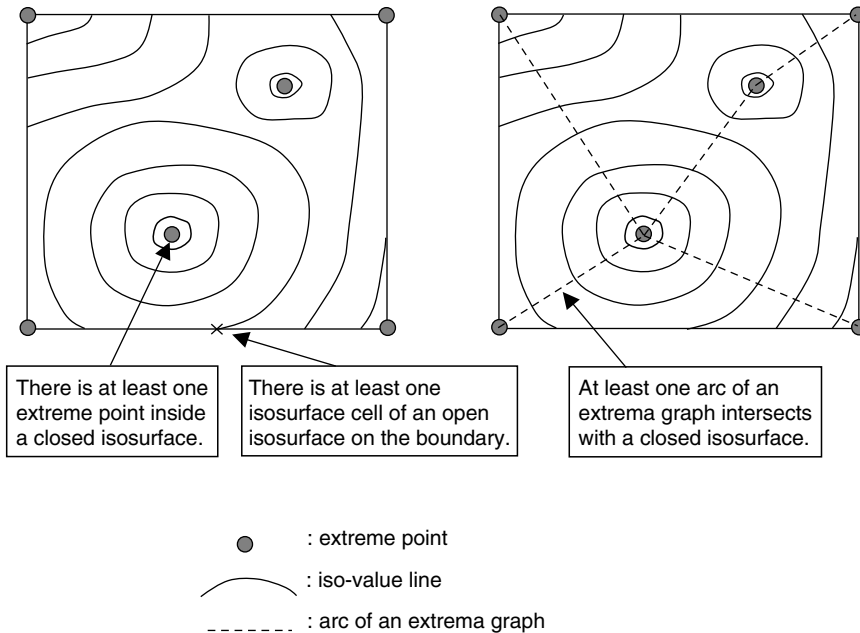 There is at least one
extreme point inside
a closed isosurface.
There is at least one
isosurface cell of an open
isosurface on the boundary.
At least one arc of an
extrema graph intersects
with a closed isosurface.
: extreme point
: iso-value line
: arc of an extrema graph